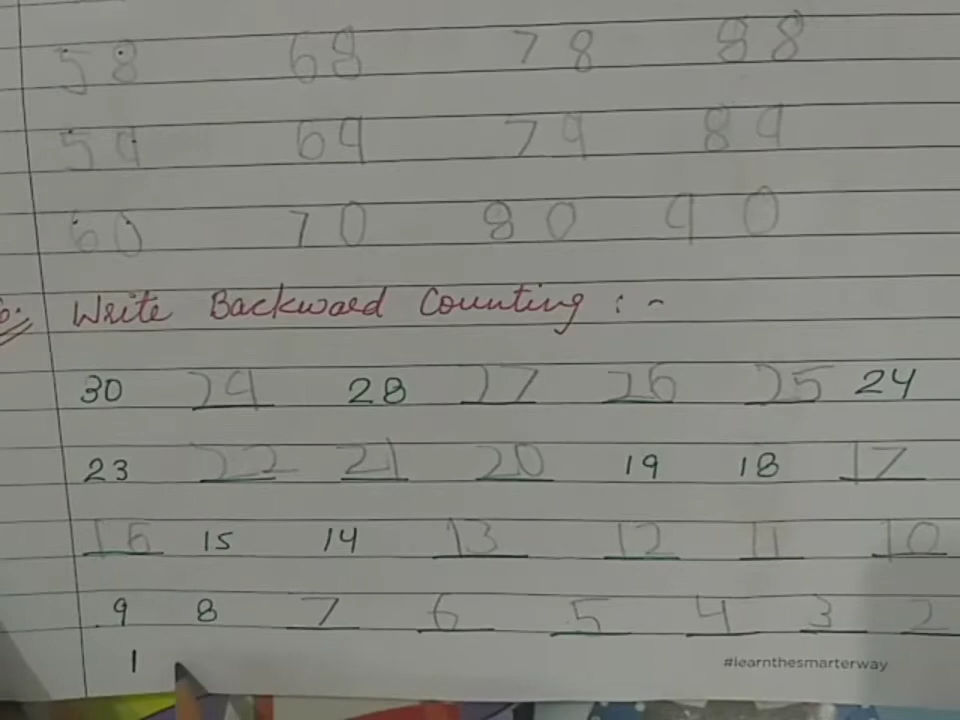 58 68 78 88
59 69 79 89
60 70 80 90
Write Backward Counting :-
30 29 28 27 26 25 24
23 22 21 20 19 18 17
16 15 14 13 12 11 10
9 8 7 6 5 4 3 2
1
#learnthesmarterway